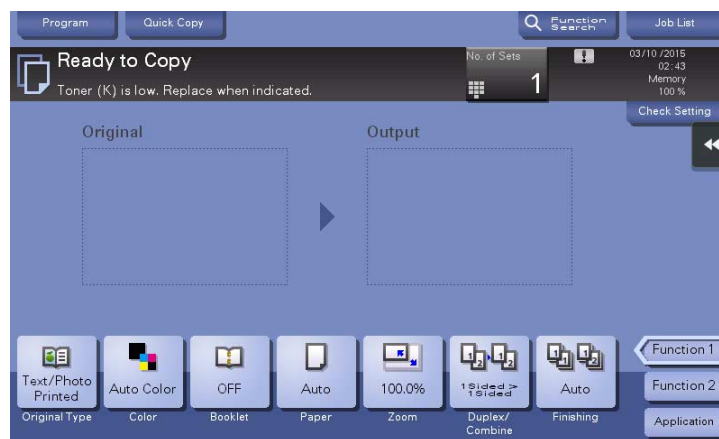 Program
Quick Copy
Function
Search
Job List
Ready to Copy
Toner (K) is low. Replace when indicated.
No. of Sets
1
03/10 /2015
02:43
Memory
100 %
Check Setting
Original
Output
Text/Photo
Printed
Auto Color
OFF
Auto
100.0%
1Sided >
1Sided
Auto
Original Type
Color
Booklet
Paper
Zoom
Duplex/
Combine
Finishing
Function 1
Function 2
Application